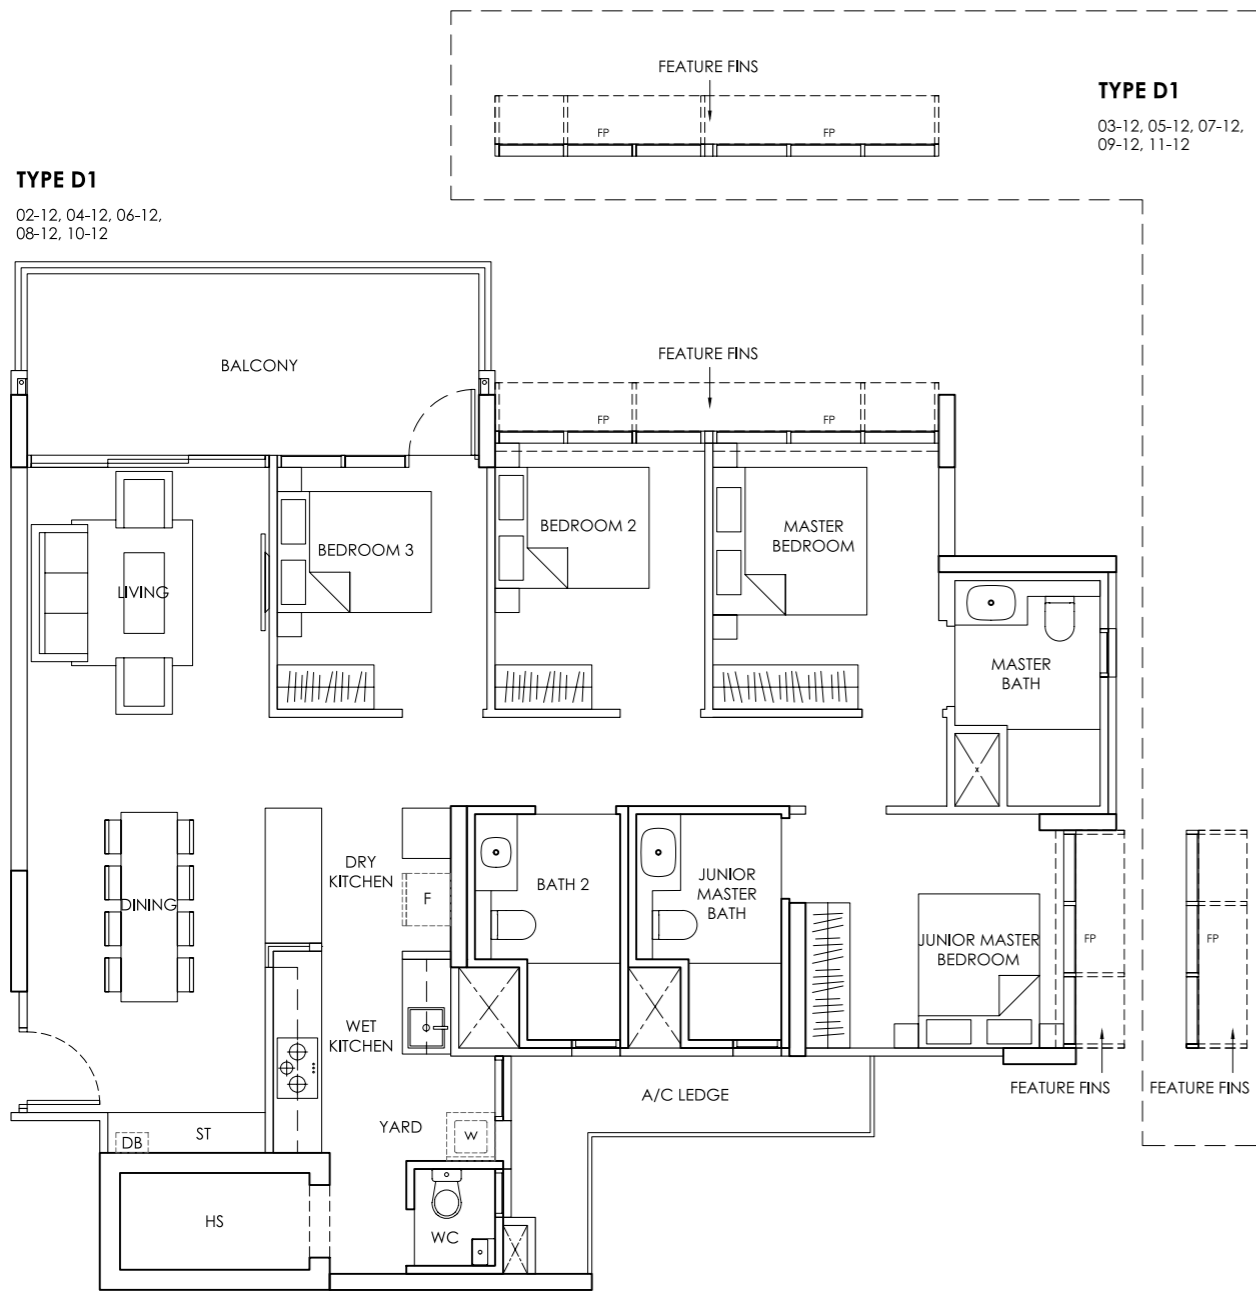 FEATURE FINS
TYPE D1
03-12, 05-12, 07-12,
09-12, 11-12
FP
FP
TYPE D1
02-12, 04-12, 06-12,
08-12, 10-12
FEATURE FINS
BALCONY
FP
FP
BEDROOM 3
BEDROOM 2
MASTER
BEDROOM
LIVING
MASTER
BATH
x
DRY
KITCHEN
F
BATH 2
JUNIOR
MASTER
BATH
DINING
JUNIOR MASTER
BEDROOM
FP
FP
WET
KITCHEN
FEATURE FINS
FEATURE FINS
A/C LEDGE
YARD
W
ST
DB
HS
WC